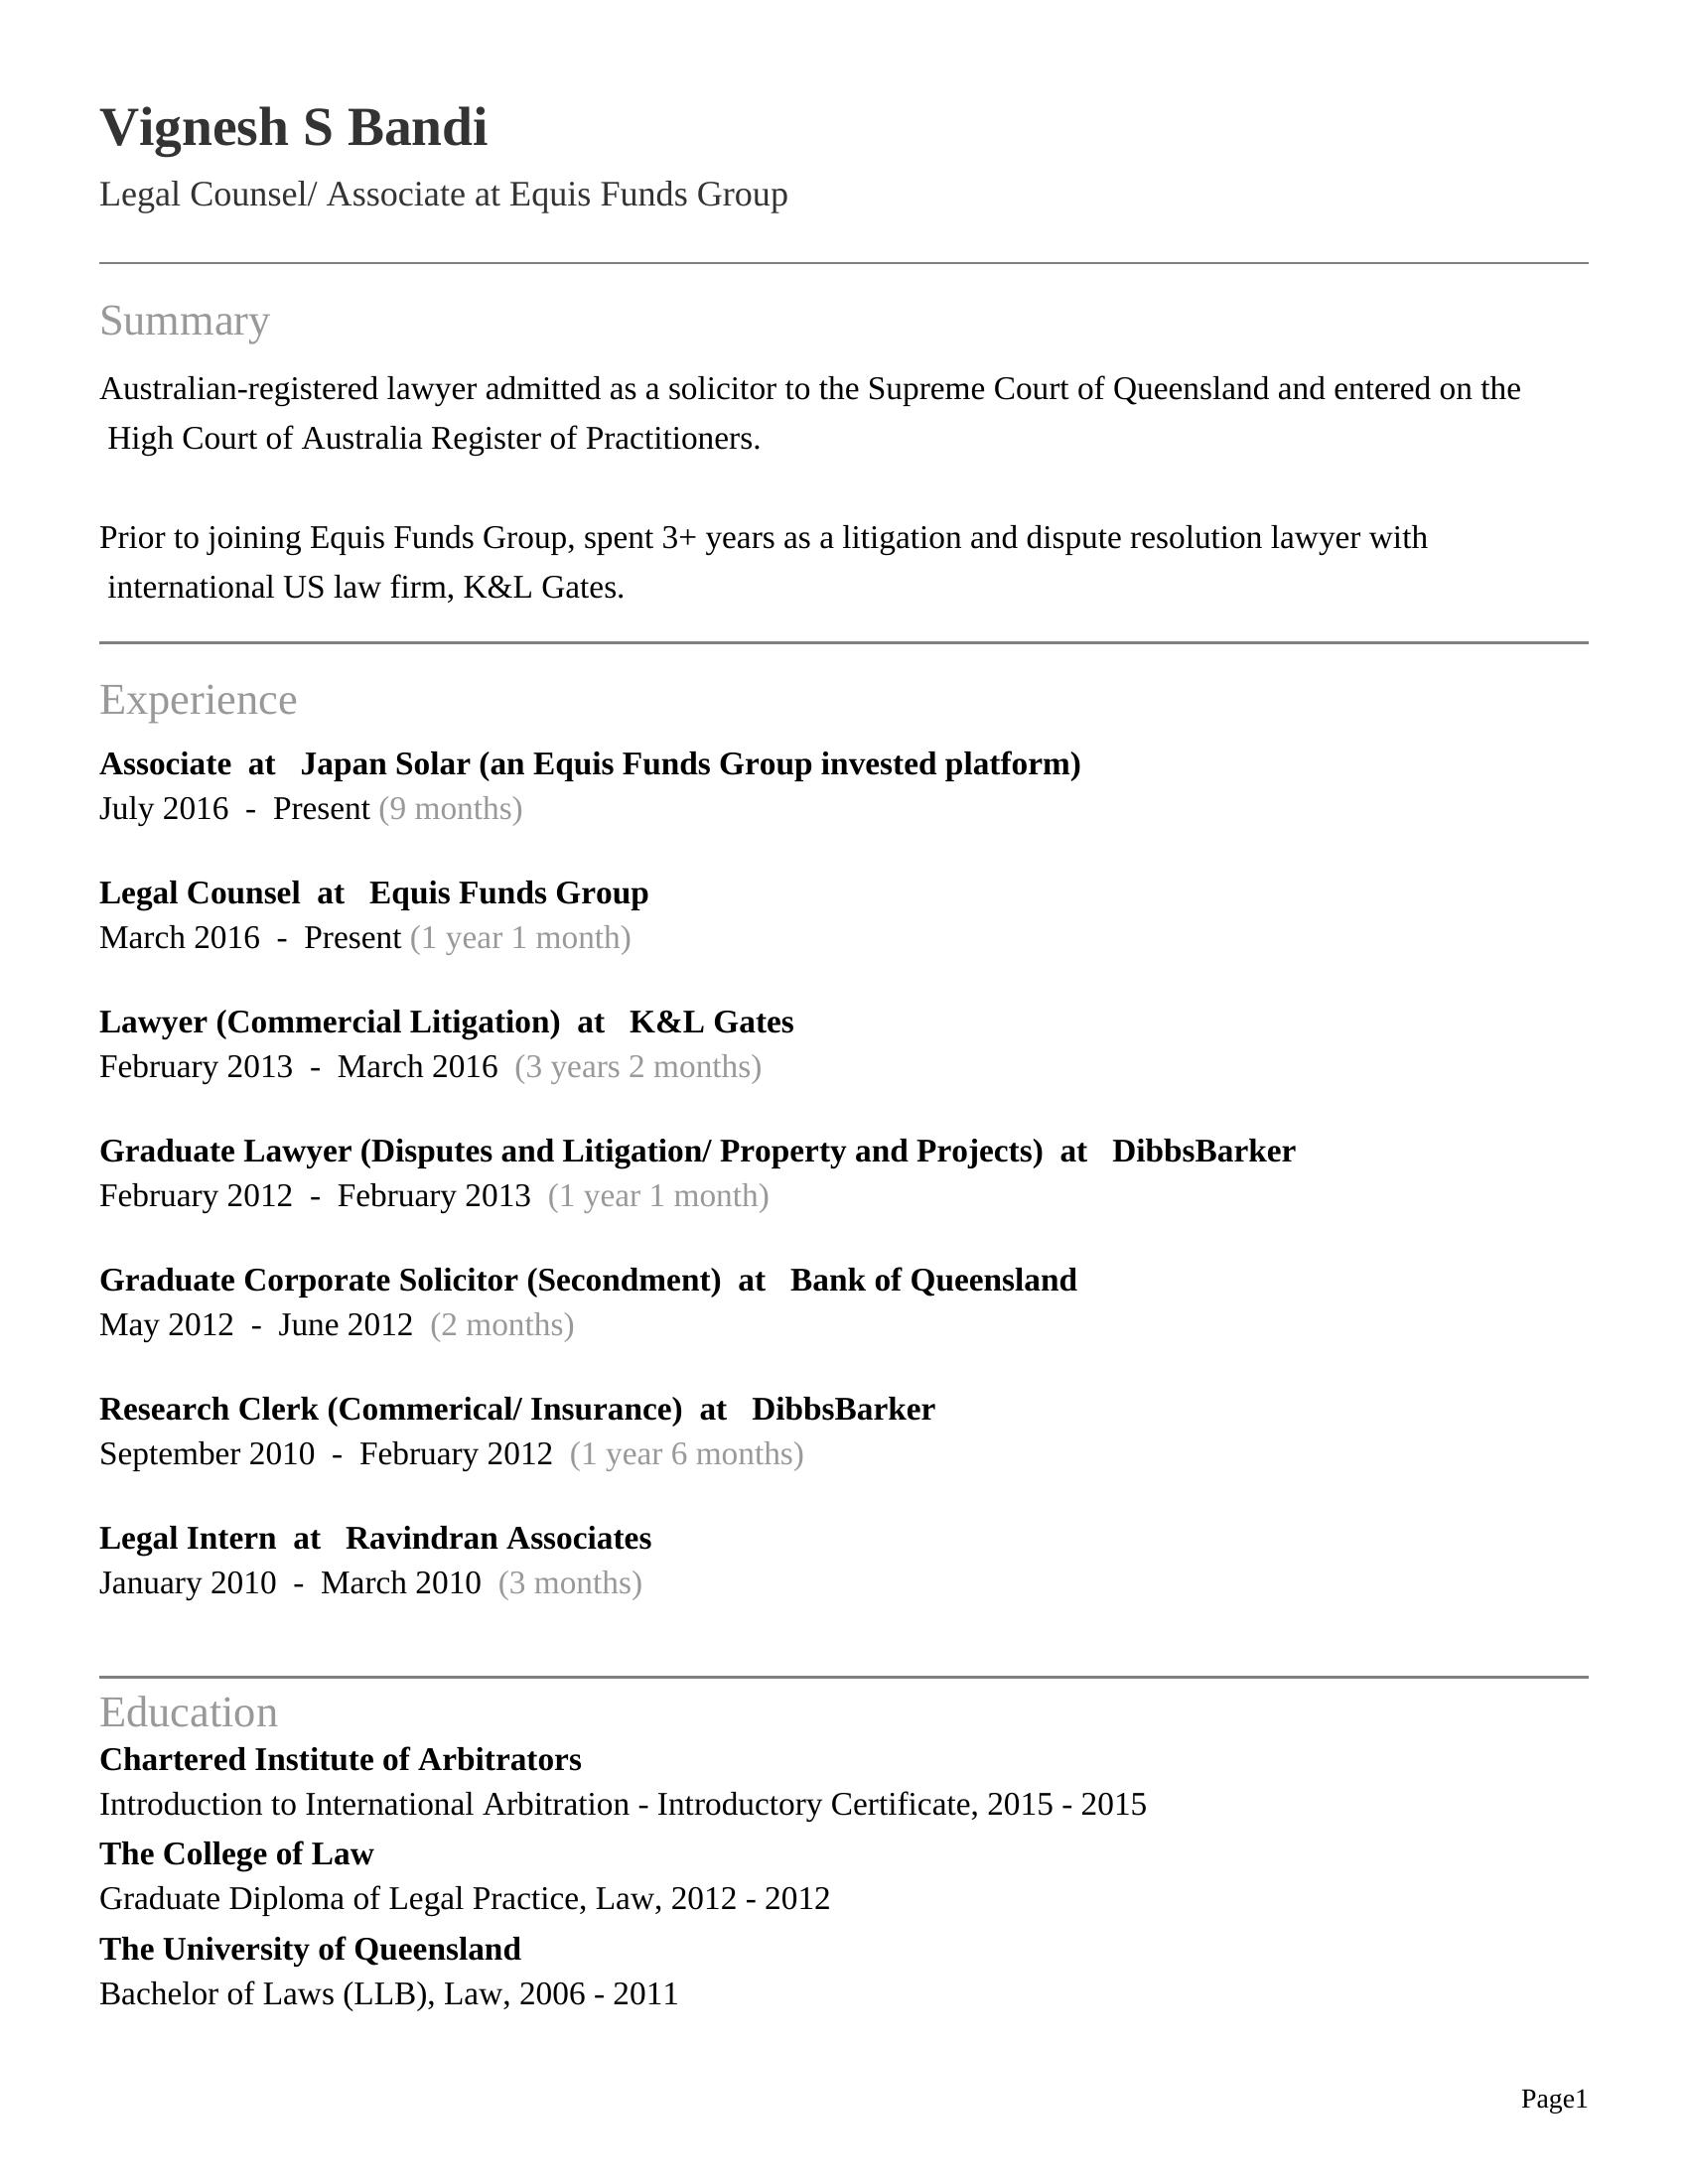 Vignesh S Bandi
Legal Counsel/ Associate at Equis Funds Group
Summary
Australian-registered lawyer admitted as a solicitor to the Supreme Court of Queensland and entered on the
High Court of Australia Register of Practitioners.
Prior to joining Equis Funds Group, spent 3+ years as a litigation and dispute resolution lawyer with
international US law firm, K&L Gates.
Experience
Associate at Japan Solar (an Equis Funds Group invested platform)
July 2016 - Present (9 months)
Legal Counsel at Equis Funds Group
March 2016 - Present (1 year 1 month)
Lawyer (Commercial Litigation) at K&L Gates
February 2013 - March 2016 (3 years 2 months)
Graduate Lawyer (Disputes and Litigation/ Property and Projects) at DibbsBarker
February 2012 - February 2013 (1 year 1 month)
Graduate Corporate Solicitor (Secondment) at Bank of Queensland
May 2012 - June 2012 (2 months)
Research Clerk (Commerical/ Insurance) at DibbsBarker
September 2010 - February 2012 (1 year 6 months)
Legal Intern at Ravindran Associates
January 2010 - March 2010 (3 months)
Education
Chartered Institute of Arbitrators
Introduction to International Arbitration - Introductory Certificate, 2015 - 2015
The College of Law
Graduate Diploma of Legal Practice, Law, 2012 - 2012
The University of Queensland
Bachelor of Laws (LLB), Law, 2006 - 2011
Page1